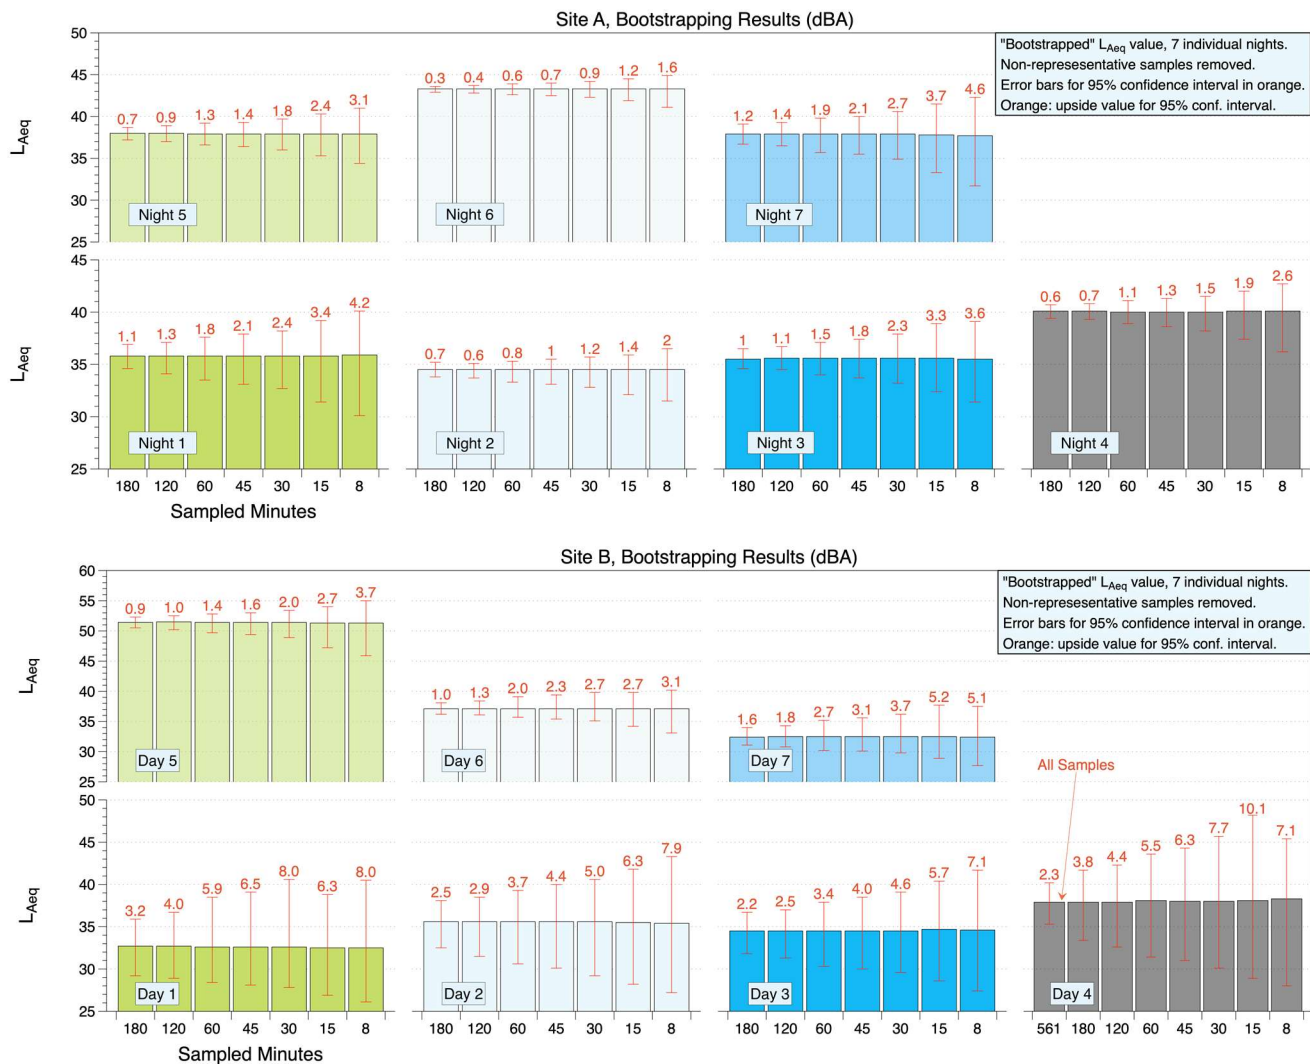 Site A, Bootstrapping Results (dBA)
"Bootstrapped" LAeq value, 7 individual nights.
Non-represesentative samples removed.
Error bars for 95% confidence interval in orange.
Orange: upside value for 95% conf. interval.
50
45
40
35
30
25
LAeq
0.7 0.9 1.3 1.4 1.8 2.4 3.1
Night 5
0.3 0.4 0.6 0.7 0.9 1.2 1.6
Night 6
1.2 1.4 1.9 2.1 2.7 3.7 4.6
Night 7
45
40
35
30
25
LAeq
1.1 1.3 1.8 2.1 2.4 3.4 4.2
Night 1
0.7 0.6 0.8 1 1.2 1.4 2
Night 2
1 1.1 1.5 1.8 2.3 3.3 3.6
Night 3
0.6 0.7 1.1 1.3 1.5 1.9 2.6
Night 4
180 120 60 45 30 15 8
180 120 60 45 30 15 8
180 120 60 45 30 15 8
180 120 60 45 30 15 8
Sampled Minutes
Site B, Bootstrapping Results (dBA)
"Bootstrapped" LAeq value, 7 individual nights.
Non-represesentative samples removed.
Error bars for 95% confidence interval in orange.
Orange: upside value for 95% conf. interval.
60
55
50
45
40
35
30
25
LAeq
0.9 1.0 1.4 1.6 2.0 2.7 3.7
Day 5
1.0 1.3 2.0 2.3 2.7 2.7 3.1
Day 6
1.6 1.8 2.7 3.1 3.7 5.2 5.1
Day 7
All Samples
50
45
40
35
30
25
LAeq
3.2 4.0 5.9 6.5 8.0 6.3 8.0
Day 1
2.5 2.9 3.7 4.4 5.0 6.3 7.9
Day 2
2.2 2.5 3.4 4.0 4.6 5.7 7.1
Day 3
2.3 3.8 4.4 5.5 6.3 7.7 10.1 7.1
Day 4
180 120 60 45 30 15 8
180 120 60 45 30 15 8
180 120 60 45 30 15 8
561 180 120 60 45 30 15 8
Sampled Minutes